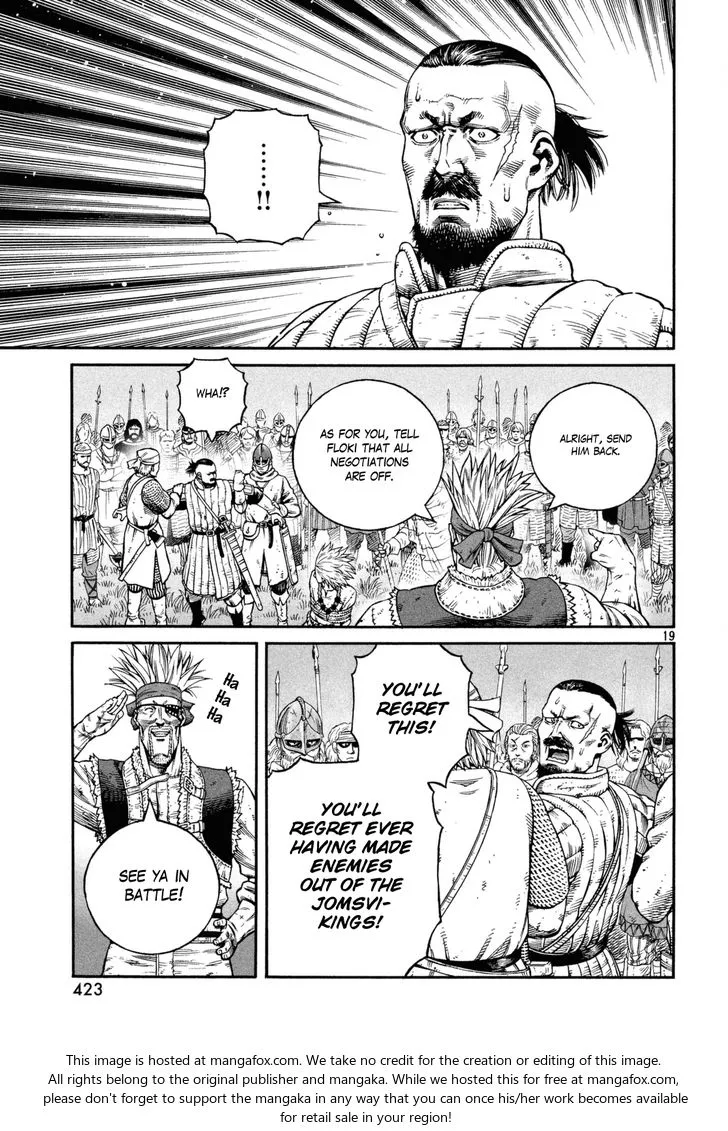 ......!!
WHA!?
AS FOR YOU, TELL
FLOKI THAT ALL
NEGOTIATIONS
ARE OFF.
ALRIGHT, SEND
HIM BACK.
19
Ha
Ha
Ha
SEE YA IN
BATTLE!
YOU'LL
REGRET
THIS!
YOU'LL
REGRET EVER
HAVING MADE
ENEMIES
OUT OF THE
JOMSVI-
KINGS!
423
This image is hosted at mangafox.com. We take no credit for the creation or editing of this image.
All rights belong to the original publisher and mangaka. While we hosted this for free at mangafox.com,
please don't forget to support the mangaka in any way that you can once his/her work becomes available
for retail sale in your region!